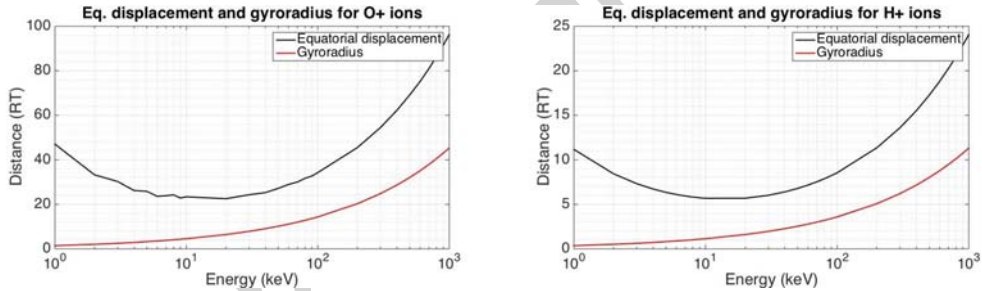 Eq. displacement and gyroradius for O+ ions
100
80
60
40
20
0
Distance (RT)
Equatorial displacement
Gyroradius
10^0
10^1
10^2
10^3
Energy (keV)
Eq. displacement and gyroradius for H+ ions
25
20
15
10
5
0
Distance (RT)
Equatorial displacement
Gyroradius
10^0
10^1
10^2
10^3
Energy (keV)